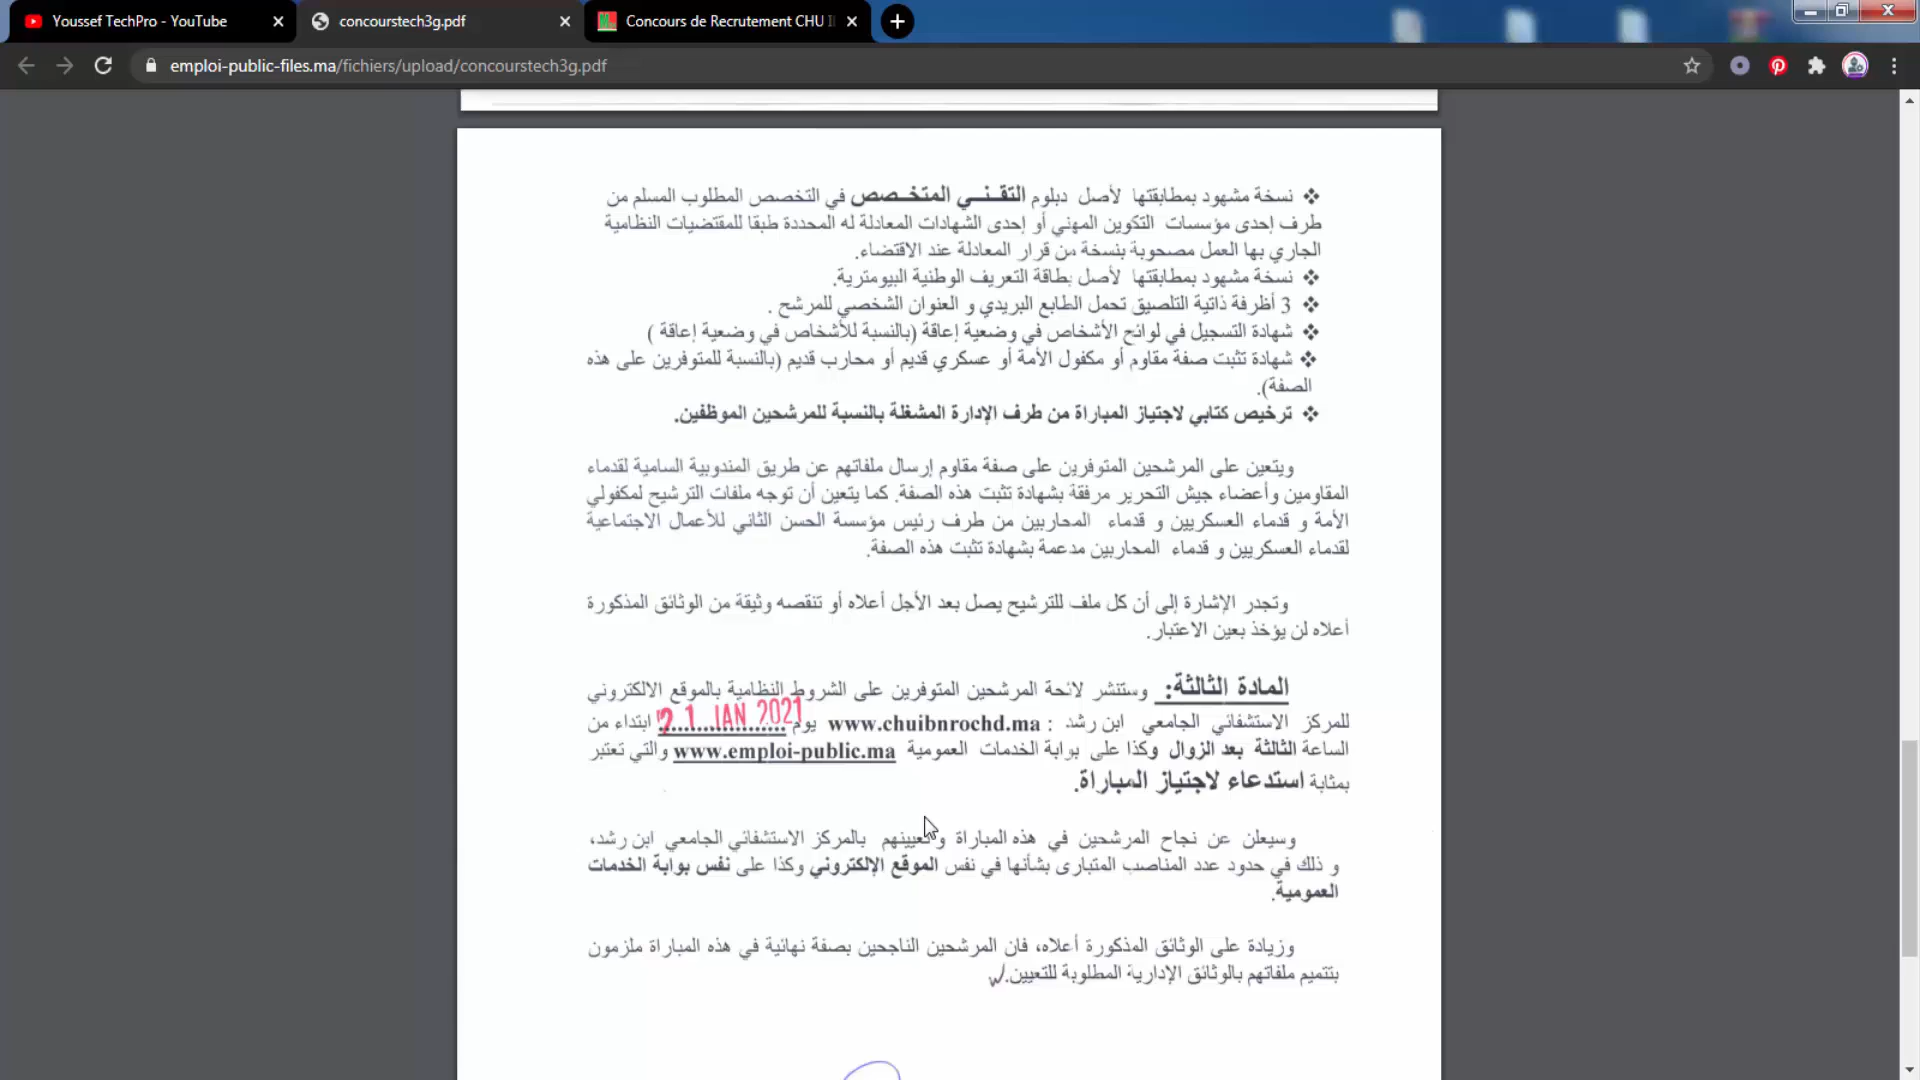 Youssef TechPro - YouTube
concourstech3g.pdf
Concours de Recrutement CHU I
emploi-public-files.ma/fichiers/upload/concourstech3g.pdf
❖ نسخة مشهود بمطابقتها لأصل دبلوم التقـنــي المتخـصص في التخصص المطلوب المسلم من
طرف إحدى مؤسسات التكوين المهني أو إحدى الشهادات المعادلة له المحددة طبقا للمقتضيات النظامية
الجاري بها العمل مصحوبة بنسخة من قرار المعادلة عند الاقتضاء.
❖ نسخة مشهود بمطابقتها لأصل بطاقة التعريف الوطنية البيومترية.
❖ 3 أظرفة ذاتية التلصيق تحمل الطابع البريدي و العنوان الشخصي للمرشح .
❖ شهادة التسجيل في لوائح الأشخاص في وضعية إعاقة (بالنسبة للأشخاص في وضعية إعاقة )
❖ شهادة تثبت صفة مقاوم أو مكفول الأمة أو عسكري قديم أو محارب قديم (بالنسبة للمتوفرين على هذه
الصفة).
❖ ترخيص كتابي لاجتياز المباراة من طرف الإدارة المشغلة بالنسبة للمرشحين الموظفين.
ويتعين على المرشحين المتوفرين على صفة مقاوم إرسال ملفاتهم عن طريق المندوبية السامية لقدماء
المقاومين وأعضاء جيش التحرير مرفقة بشهادة تثبت هذه الصفة. كما يتعين أن توجه ملفات الترشيح لمكفولي
الأمة و قدماء العسكريين و قدماء المحاربين من طرف رئيس مؤسسة الحسن الثاني للأعمال الاجتماعية
لقدماء العسكريين و قدماء المحاربين مدعمة بشهادة تثبت هذه الصفة.
وتجدر الإشارة إلى أن كل ملف للترشيح يصل بعد الأجل أعلاه أو تنقصه وثيقة من الوثائق المذكورة
أعلاه لن يؤخذ بعين الاعتبار.
المادة الثالثة: وستنشر لائحة المرشحين المتوفرين على الشروط النظامية بالموقع الالكتروني
للمركز الاستشفائي الجامعي ابن رشد : www.chuibnrochd.ma يوم 21 JAN 2021 ابتداء من
الساعة الثالثة بعد الزوال وكذا على بوابة الخدمات العمومية www.emploi-public.ma والتي تعتبر
بمثابة استدعاء لاجتياز المباراة.
وسيعلن عن نجاح المرشحين في هذه المباراة وتعيينهم بالمركز الاستشفائي الجامعي ابن رشد،
و ذلك في حدود عدد المناصب المتبارى بشأنها في نفس الموقع الإلكتروني وكذا على نفس بوابة الخدمات
العمومية.
وزيادة على الوثائق المذكورة أعلاه، فان المرشحين الناجحين بصفة نهائية في هذه المباراة ملزمون
بتتميم ملفاتهم بالوثائق الإدارية المطلوبة للتعيين.